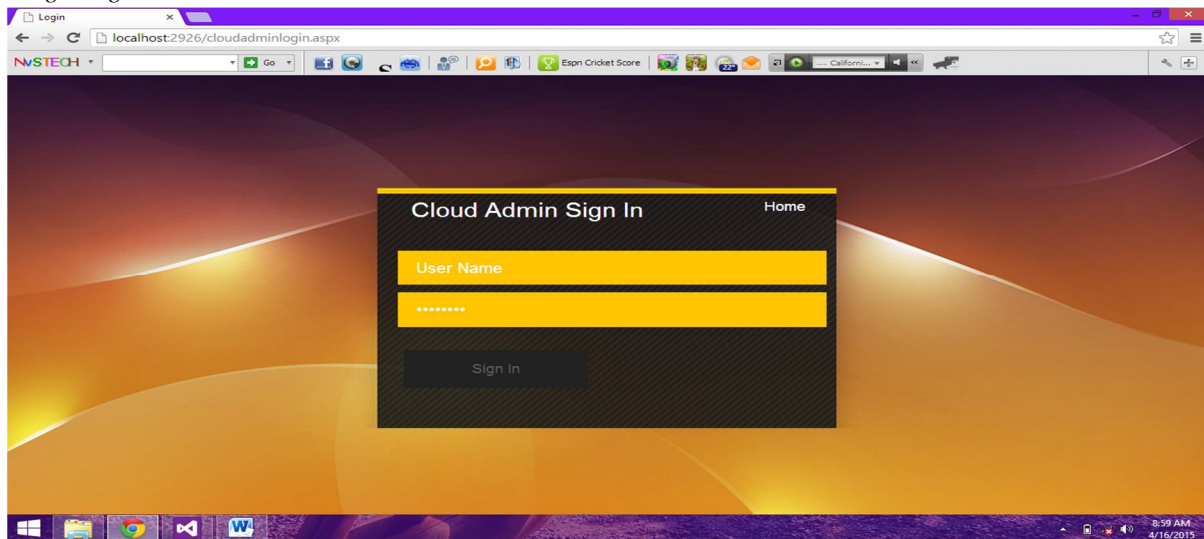 Login
localhost:2926/cloudadminlogin.aspx
NVSTECH
Go
Espn Cricket Score
22°
.... Californi...
Cloud Admin Sign In
Home
User Name
••••••••
Sign In
8:59 AM
4/16/2015